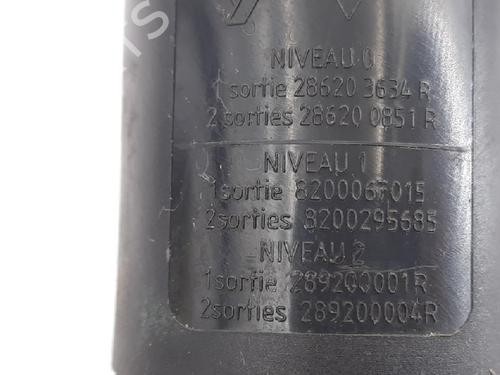 NIVEAU 0
1 sortie 28620 3634 R
2 sorties 28620 0851 R
NIVEAU 1
1sortie 8200067015
2sorties 8200295685
NIVEAU 2
1sortie 289200001R
2sorties 289200004R